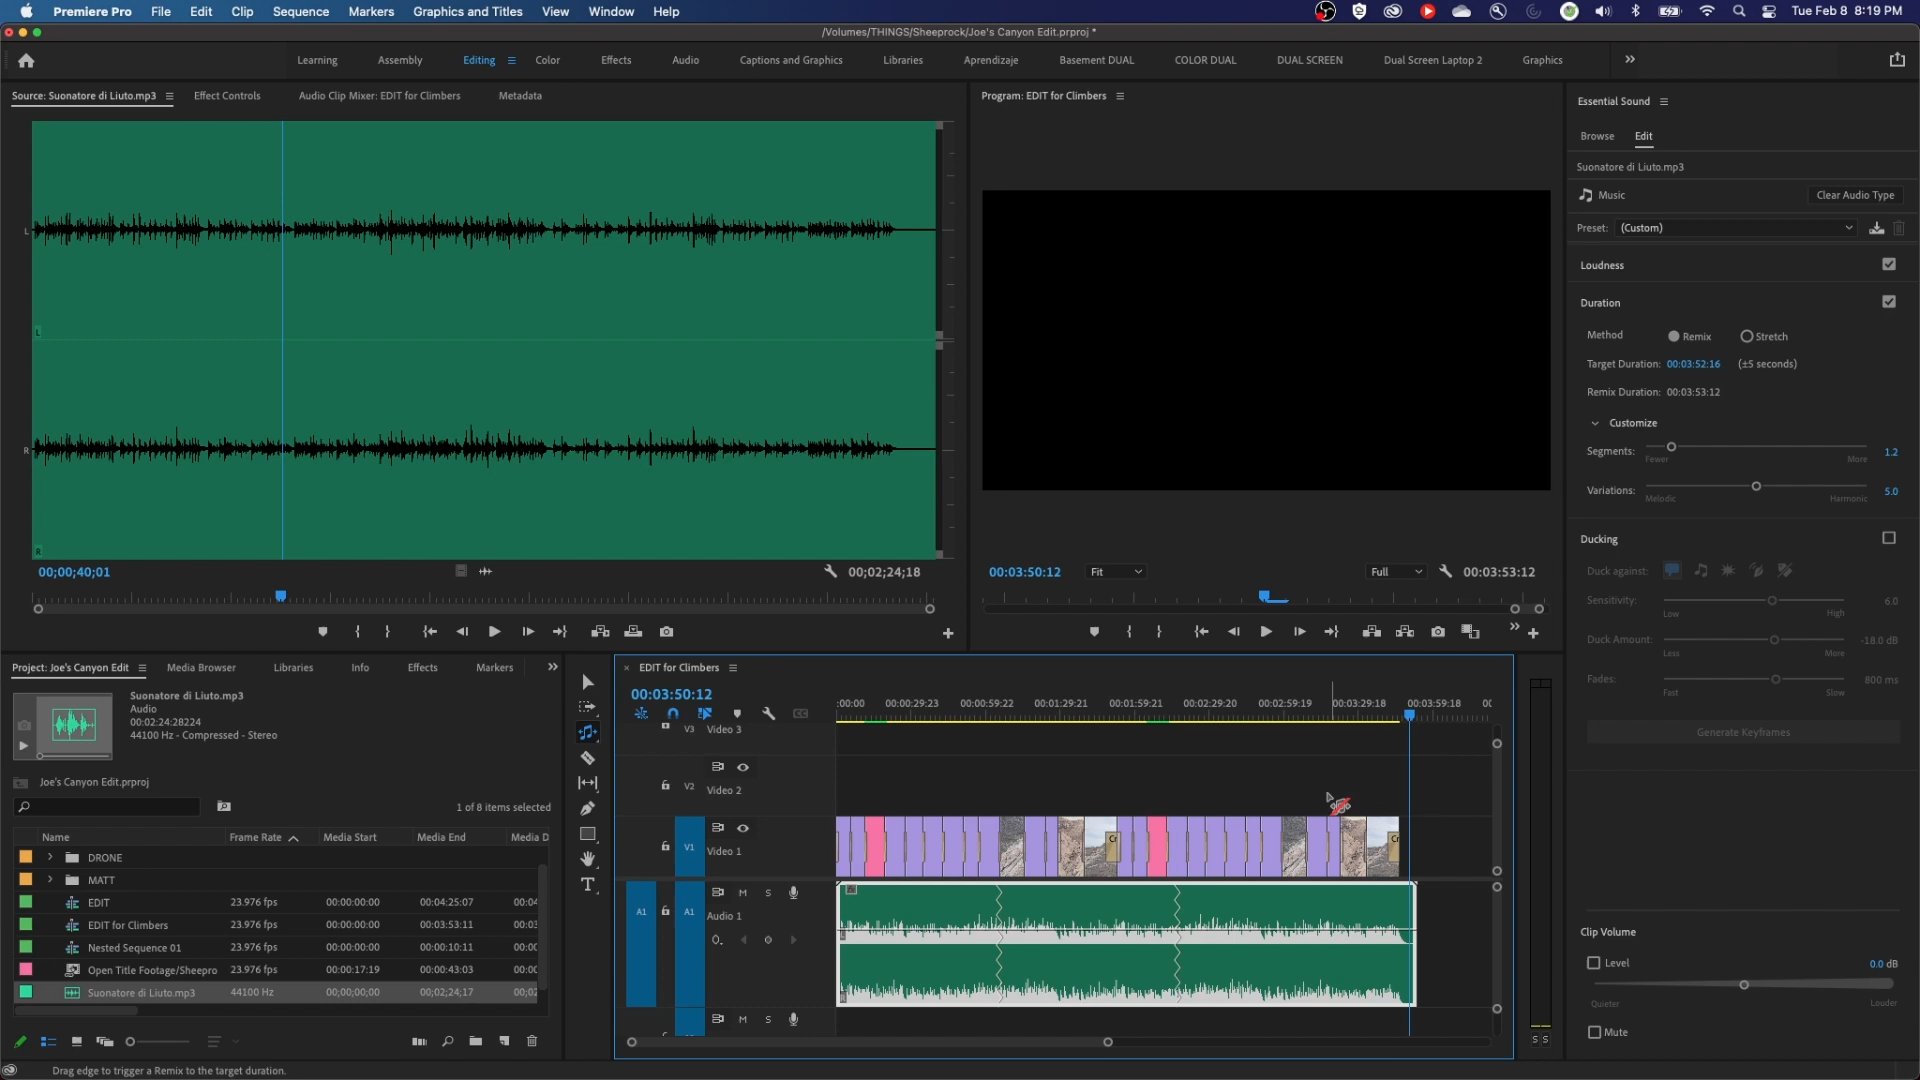 Premiere Pro File Edit Clip Sequence Markers Graphics and Titles View Window Help Tue Feb 8 8:19 PM
/Volumes/THINGS/Sheeprock/Joe's Canyon Edit.prproj *
Learning Assembly Editing Color Effects Audio Captions and Graphics Libraries Aprendizaje Basement DUAL COLOR DUAL DUAL SCREEN Dual Screen Laptop 2 Graphics
Source: Suonatore di Liuto.mp3 Effect Controls Audio Clip Mixer: EDIT for Climbers Metadata
L
L
R
R
00;00;40;01 00;02;24;18
Program: EDIT for Climbers
00:03:50:12 Fit Full 00:03:53:12
Essential Sound
Browse Edit
Suonatore di Liuto.mp3
Music Clear Audio Type
Preset: (Custom)
Loudness
Duration
Method Remix Stretch
Target Duration: 00:03:52:16 (±5 seconds)
Remix Duration: 00:03:53:12
Customize
Segments: 1.2
Fewer More
Variations: 5.0
Melodic Harmonic
Ducking
Duck against:
Sensitivity: 6.0
Low High
Duck Amount: -18.0 dB
Less More
Fades: 800 ms
Fast Slow
Generate Keyframes
Clip Volume
Level 0.0 dB
Quieter Louder
Mute
Project: Joe's Canyon Edit Media Browser Libraries Info Effects Markers
Suonatore di Liuto.mp3
Audio
00:02:24:28224
44100 Hz - Compressed - Stereo
Joe's Canyon Edit.prproj
1 of 8 items selected
Name Frame Rate Media Start Media End Media D
DRONE
MATT
EDIT 23.976 fps 00:00:00:00 00:04:25:07 00:04
EDIT for Climbers 23.976 fps 00:00:00:00 00:03:53:11 00:03
Nested Sequence 01 23.976 fps 00:00:00:00 00:00:10:11 00:00
Open Title Footage/Sheepro 23.976 fps 00:00:17:19 00:00:43:03 00:00
Suonatore di Liuto.mp3 44100 Hz 00;00;00;00 00;02;24;17 00;02
EDIT for Climbers
00:03:50:12
:00:00 00:00:29:23 00:00:59:22 00:01:29:21 00:01:59:21 00:02:29:20 00:02:59:19 00:03:29:18 00:03:59:18 00
V3 Video 3
V2 Video 2
V1 Video 1
Cr Cr
A1 A1 M S
Audio 1
M S
S S
Drag edge to trigger a Remix to the target duration.